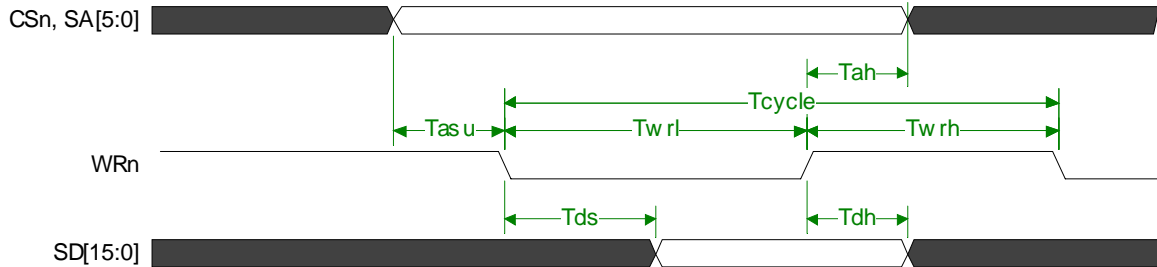 CSn, SA[5:0]
Tah
Tcycle
Tasu Twrl Twrh
WRn
Tds Tdh
SD[15:0]